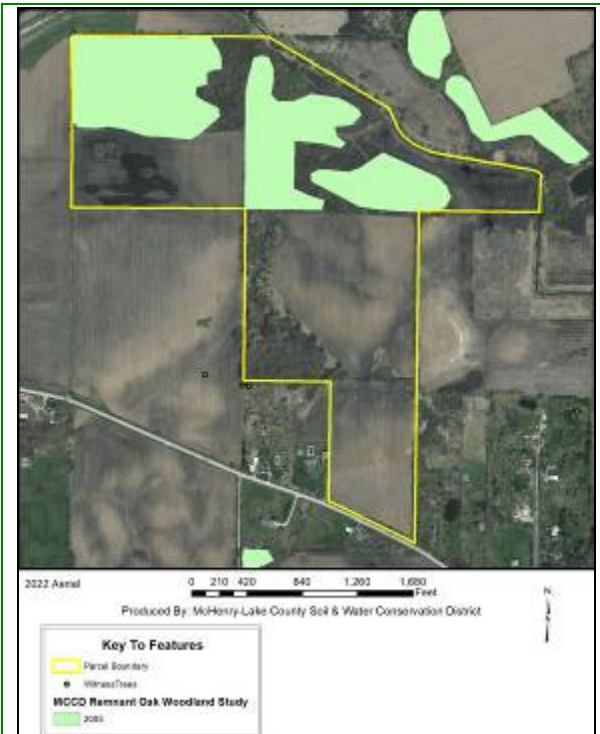 2022 Aerial
0 210 420 840 1,260 1,680
Feet
N
Produced By: McHenry-Lake County Soil & Water Conservation District
Key To Features
Parcel Boundary
WitnessTrees
MCCD Remnant Oak Woodland Study
2005